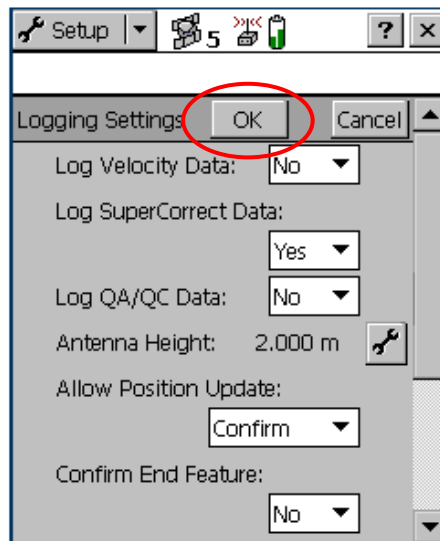 Setup 5 ? ×
Logging Settings OK Cancel
Log Velocity Data: No
Log SuperCorrect Data:
Yes
Log QA/QC Data: No
Antenna Height: 2.000 m
Allow Position Update:
Confirm
Confirm End Feature:
No